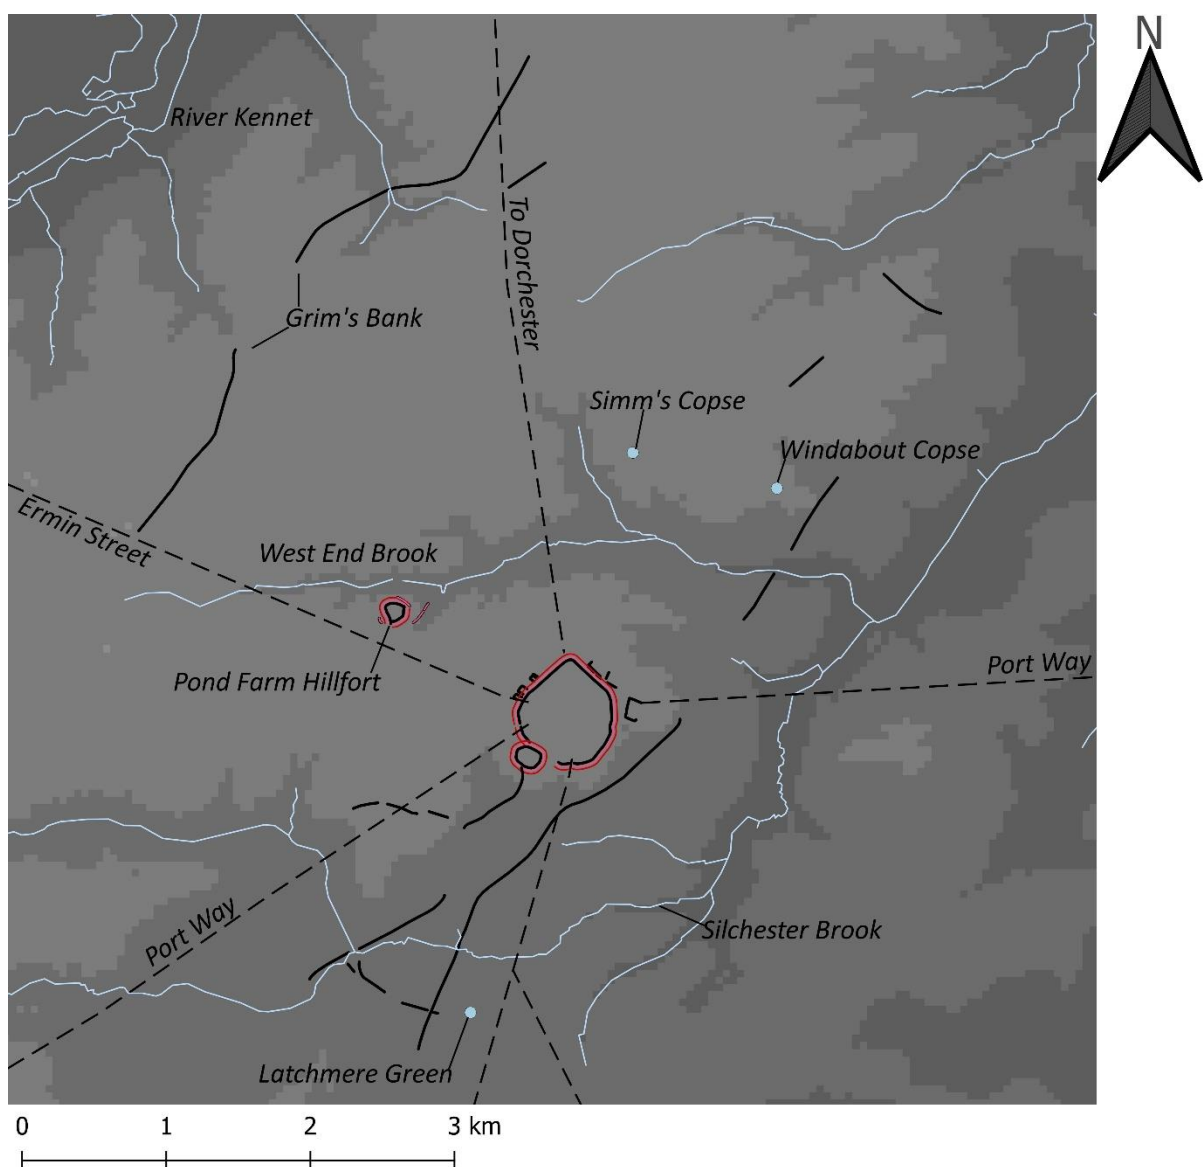 N
River Kennet
To Dorchester
Grim's Bank
Simm's Copse
Windabout Copse
Ermin Street
West End Brook
Port Way
Pond Farm Hillfort
Port Way
Silchester Brook
Latchmere Green
0 1 2 3 km